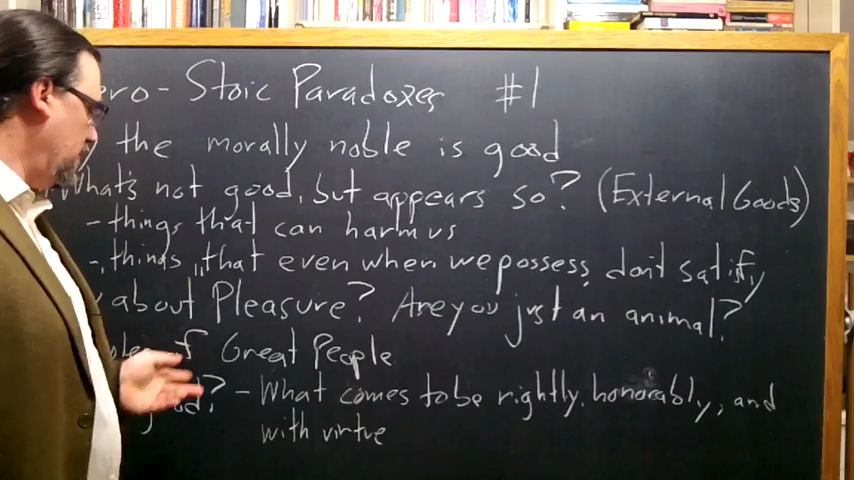 ero - Stoic Paradoxes #1
the morally noble is good
What's not good, but appears so? (External Goods)
- things that can harm us
- things that even when we possess, don't satisfy
about Pleasure? Are you just an animal?
of Great People
good? - What comes to be rightly, honorably, and
with virtue